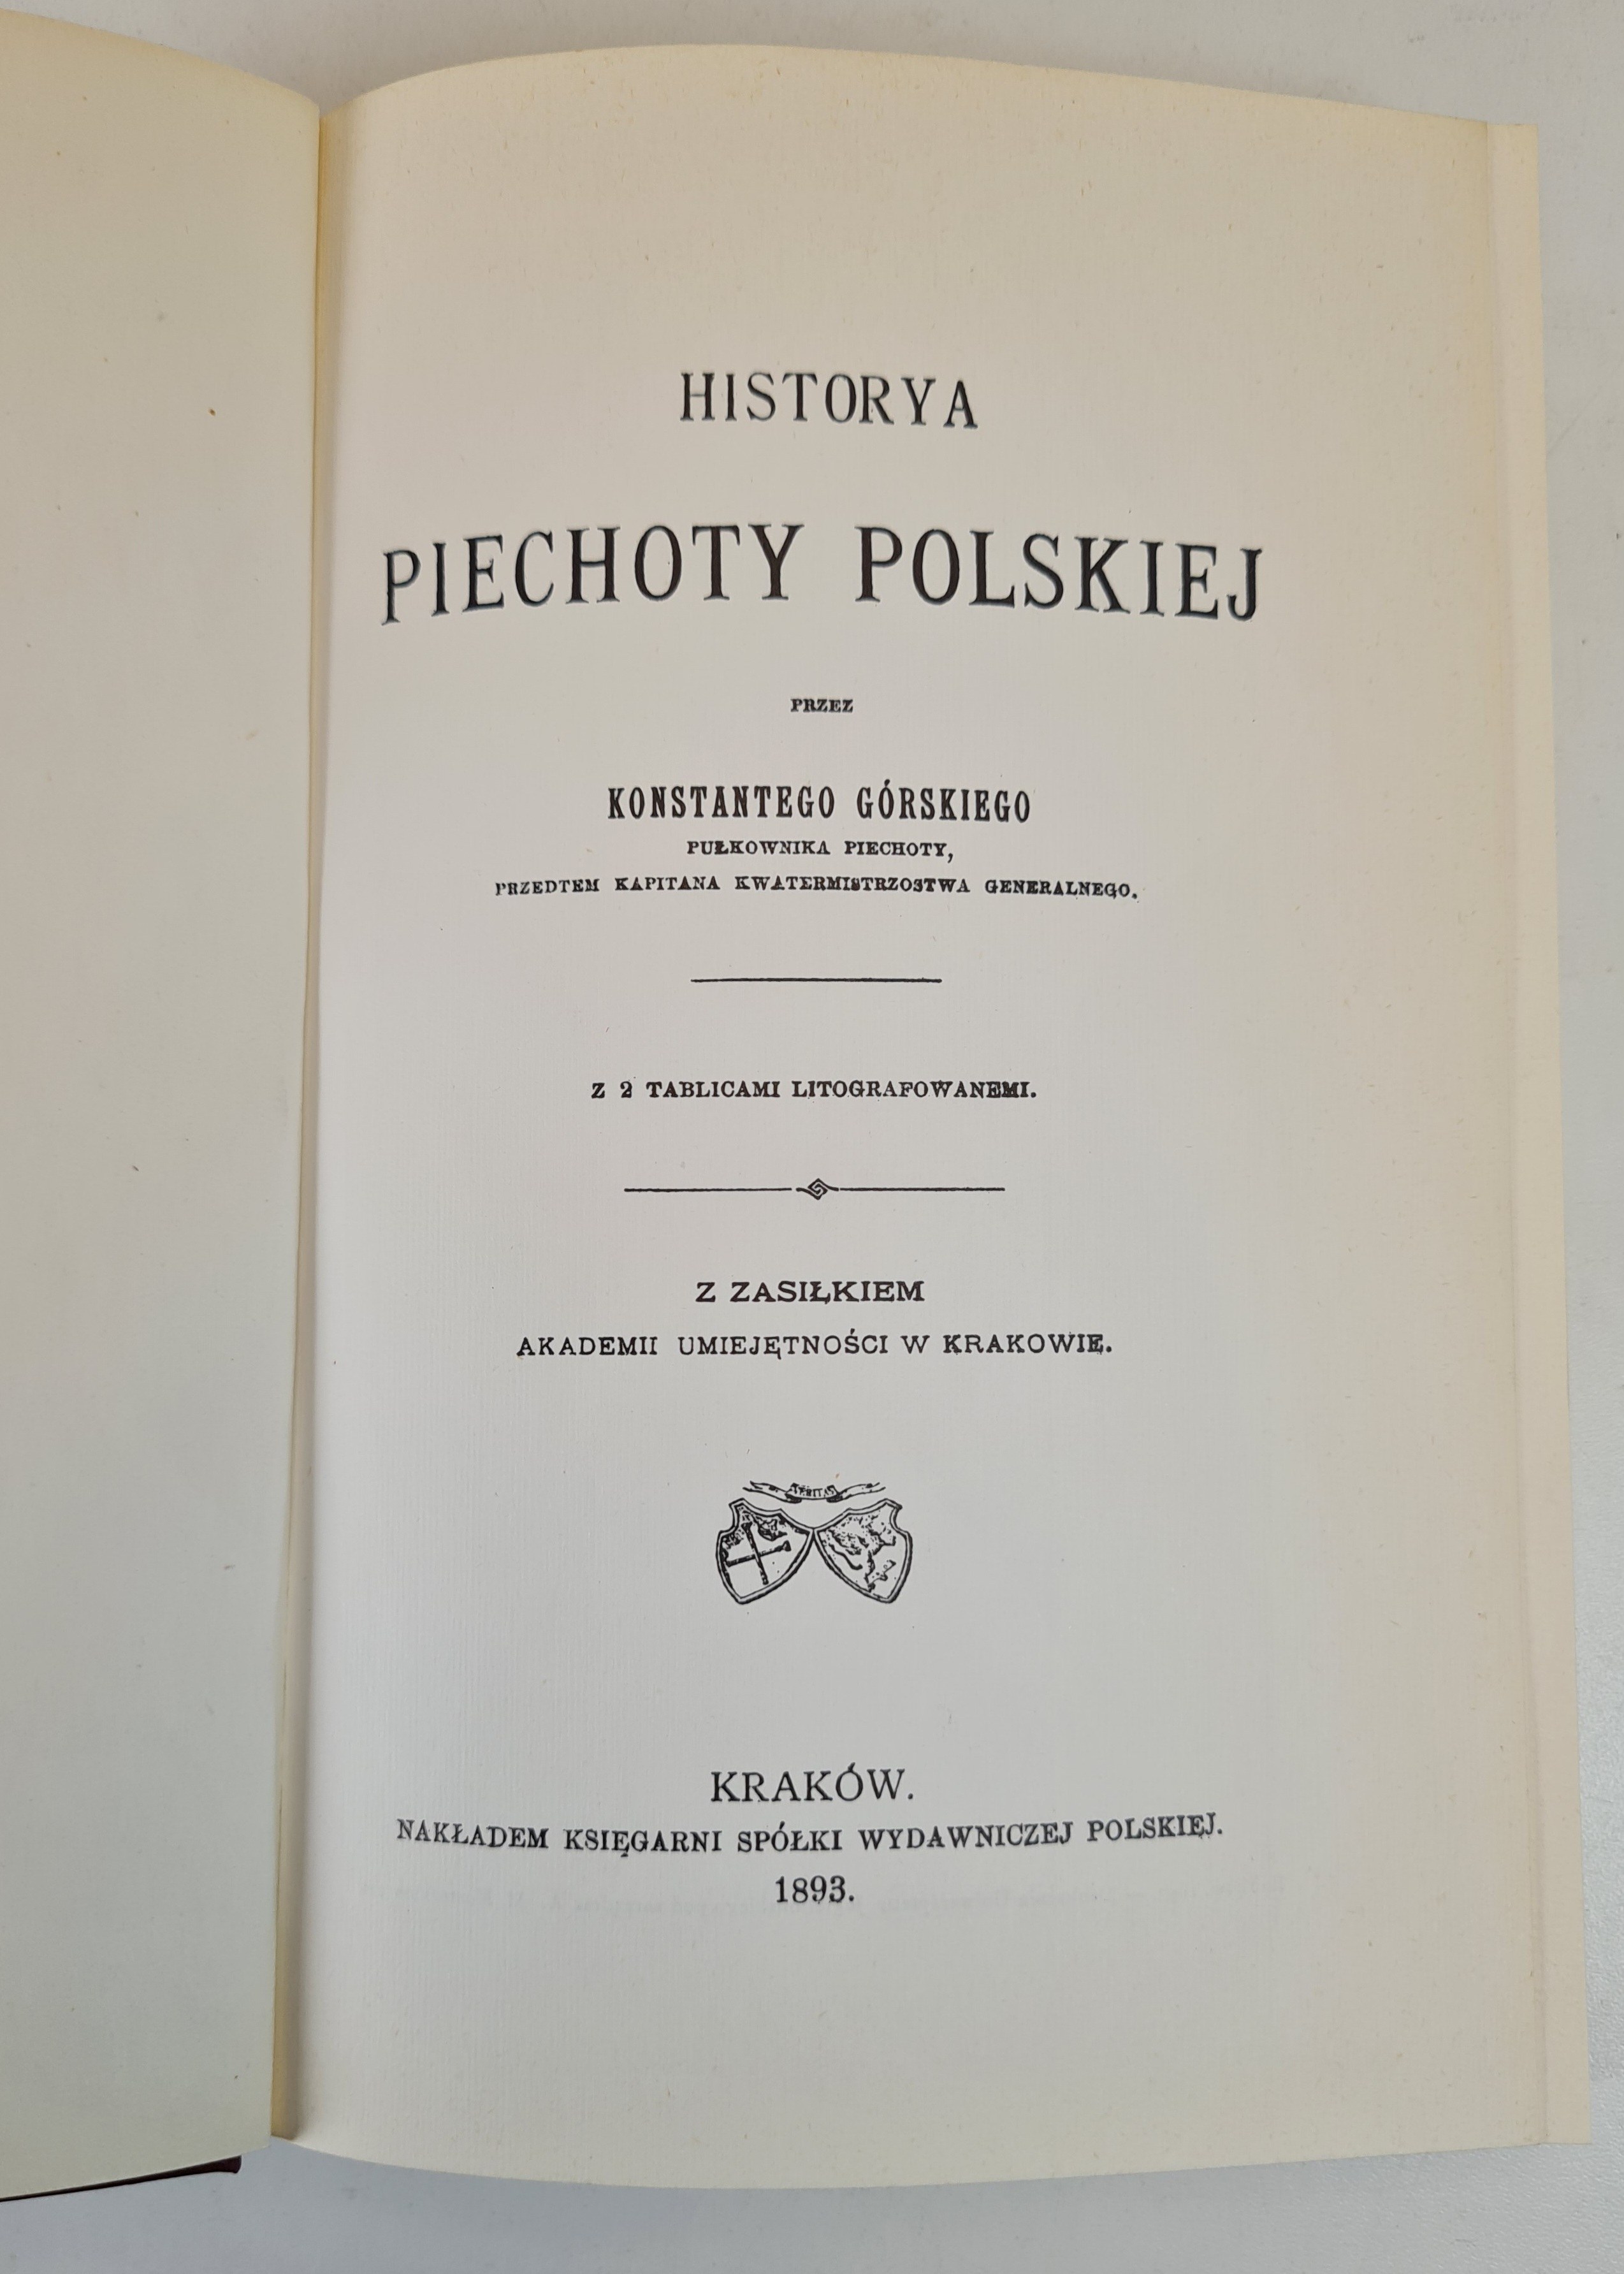 HISTORYA
PIECHOTY POLSKIEJ
PRZEZ
KONSTANTEGO GÓRSKIEGO
PUŁKOWNIKA PIECHOTY,
PRZEDTEM KAPITANA KWATERMISTRZOSTWA GENERALNEGO.
Z 2 TABLICAMI LITOGRAFOWANEMI.
Z ZASIŁKIEM
AKADEMII UMIEJĘTNOŚCI W KRAKOWIE.
VERITAS
KRAKÓW.
NAKŁADEM KSIĘGARNI SPÓŁKI WYDAWNICZEJ POLSKIEJ.
1893.